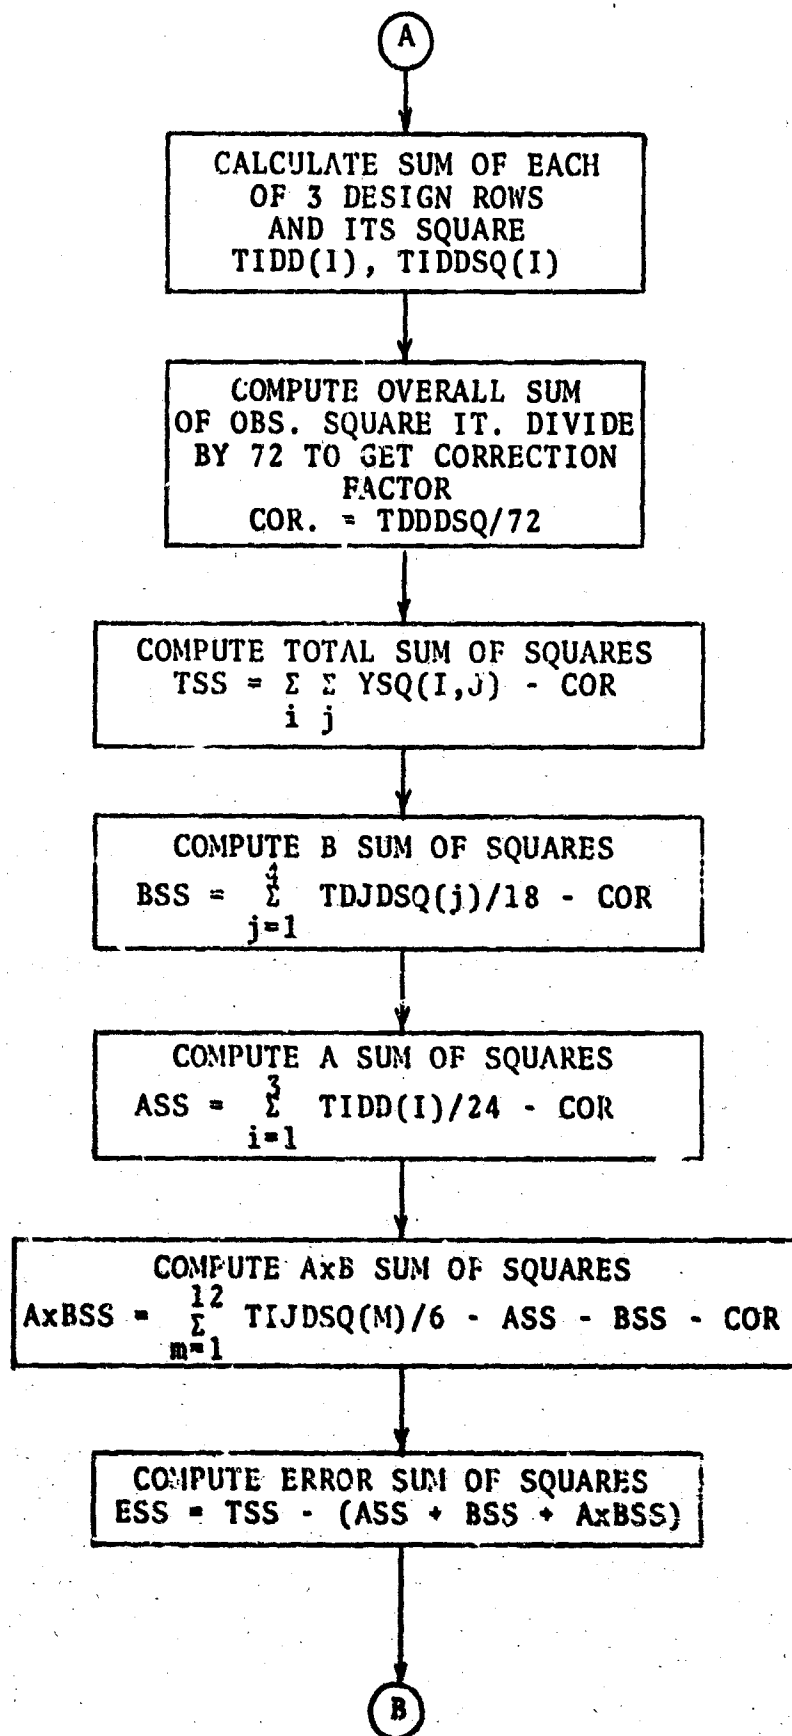 A
CALCULATE SUM OF EACH
OF 3 DESIGN ROWS
AND ITS SQUARE
TIDD(I), TIDDSQ(I)
COMPUTE OVERALL SUM
OF OBS. SQUARE IT. DIVIDE
BY 72 TO GET CORRECTION
FACTOR
COR. = TDDDSQ/72
COMPUTE TOTAL SUM OF SQUARES
TSS = Σ Σ YSQ(I,J) - COR
i j
COMPUTE B SUM OF SQUARES
4
BSS = Σ TDJDSQ(j)/18 - COR
j=1
COMPUTE A SUM OF SQUARES
3
ASS = Σ TIDD(I)/24 - COR
i=1
COMPUTE AxB SUM OF SQUARES
12
AxBSS = Σ TIJDSQ(M)/6 - ASS - BSS - COR
m=1
COMPUTE ERROR SUM OF SQUARES
ESS = TSS - (ASS + BSS + AxBSS)
B